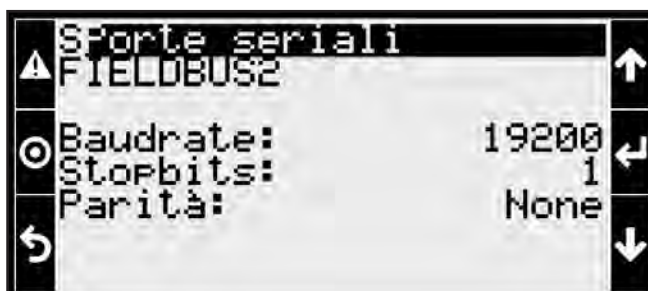 SPorte seriali
FIELDBUS2
Baudrate: 19200
Stopbits: 1
Parità: None